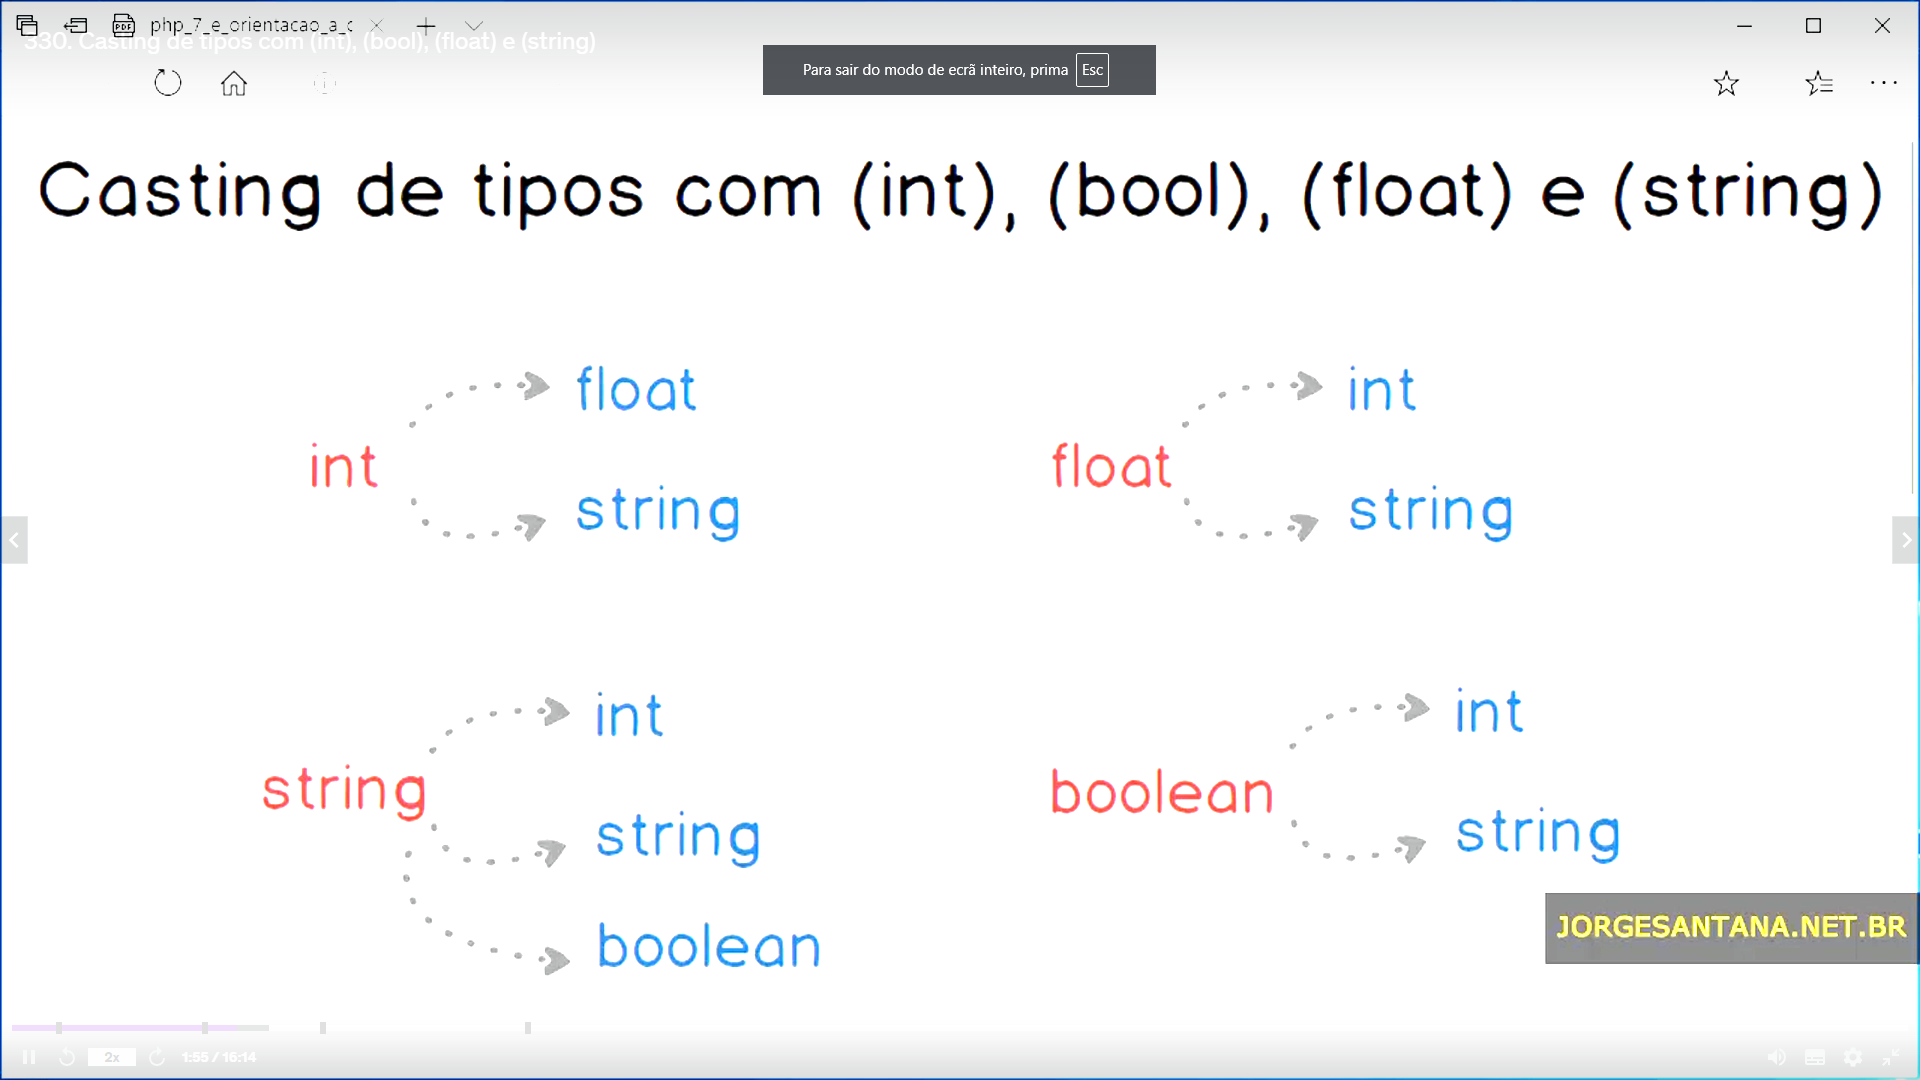 php_7_e_orientacao_a_c
330. Casting de tipos com (int), (bool), (float) e (string)
Para sair do modo de ecrã inteiro, prima Esc
Casting de tipos com (int), (bool), (float) e (string)
float
int
string
int
float
string
int
string
string
boolean
int
boolean
string
JORGESANTANA.NET.BR
2x
1:55 / 16:14